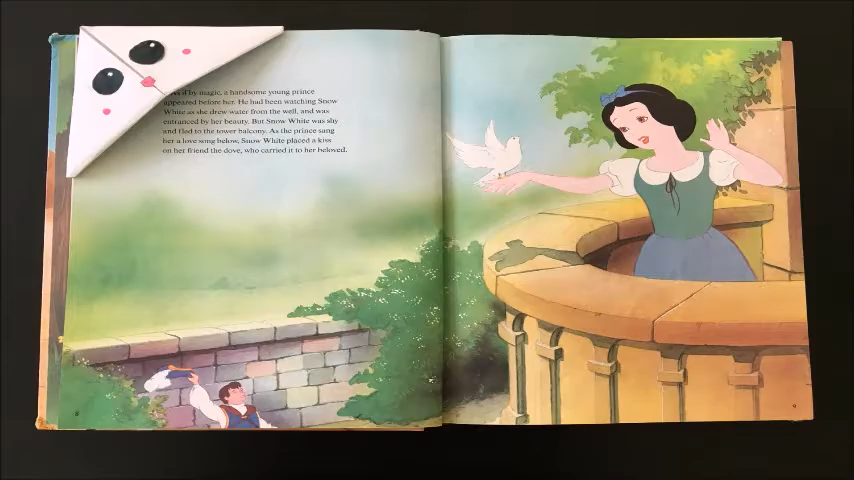 d by magic, a handsome young prince
appeared before her. He had been watching Snow
White as she drew water from the well, and was
entranced by her beauty. But Snow White was shy
and fled to the tower balcony. As the prince sang
her a love song below, Snow White placed a kiss
on her friend the dove, who carried it to her beloved.
8
9